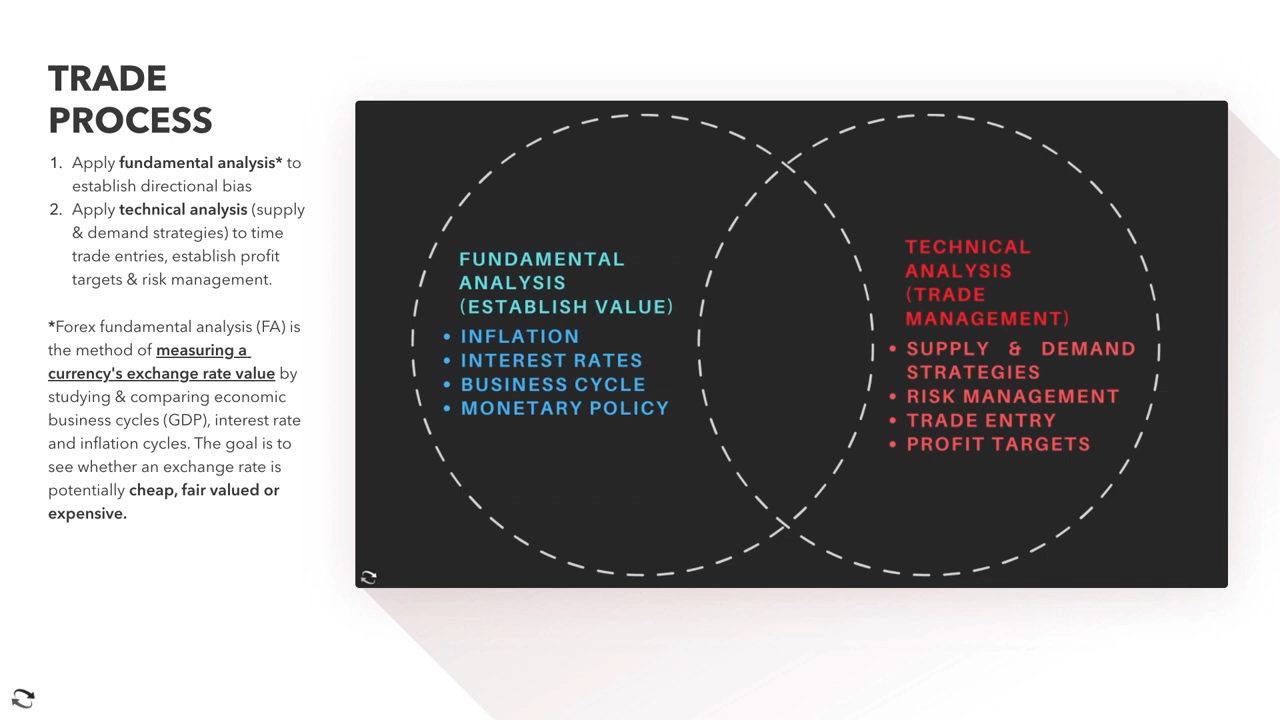 TRADE
PROCESS
1. Apply fundamental analysis* to
establish directional bias
2. Apply technical analysis (supply
& demand strategies) to time
trade entries, establish profit
targets & risk management.
*Forex fundamental analysis (FA) is
the method of measuring a
currency's exchange rate value by
studying & comparing economic
business cycles (GDP), interest rate
and inflation cycles. The goal is to
see whether an exchange rate is
potentially cheap, fair valued or
expensive.
FUNDAMENTAL
ANALYSIS
(ESTABLISH VALUE)
• INFLATION
• INTEREST RATES
• BUSINESS CYCLE
• MONETARY POLICY
TECHNICAL
ANALYSIS
(TRADE
MANAGEMENT)
• SUPPLY & DEMAND
STRATEGIES
• RISK MANAGEMENT
• TRADE ENTRY
• PROFIT TARGETS